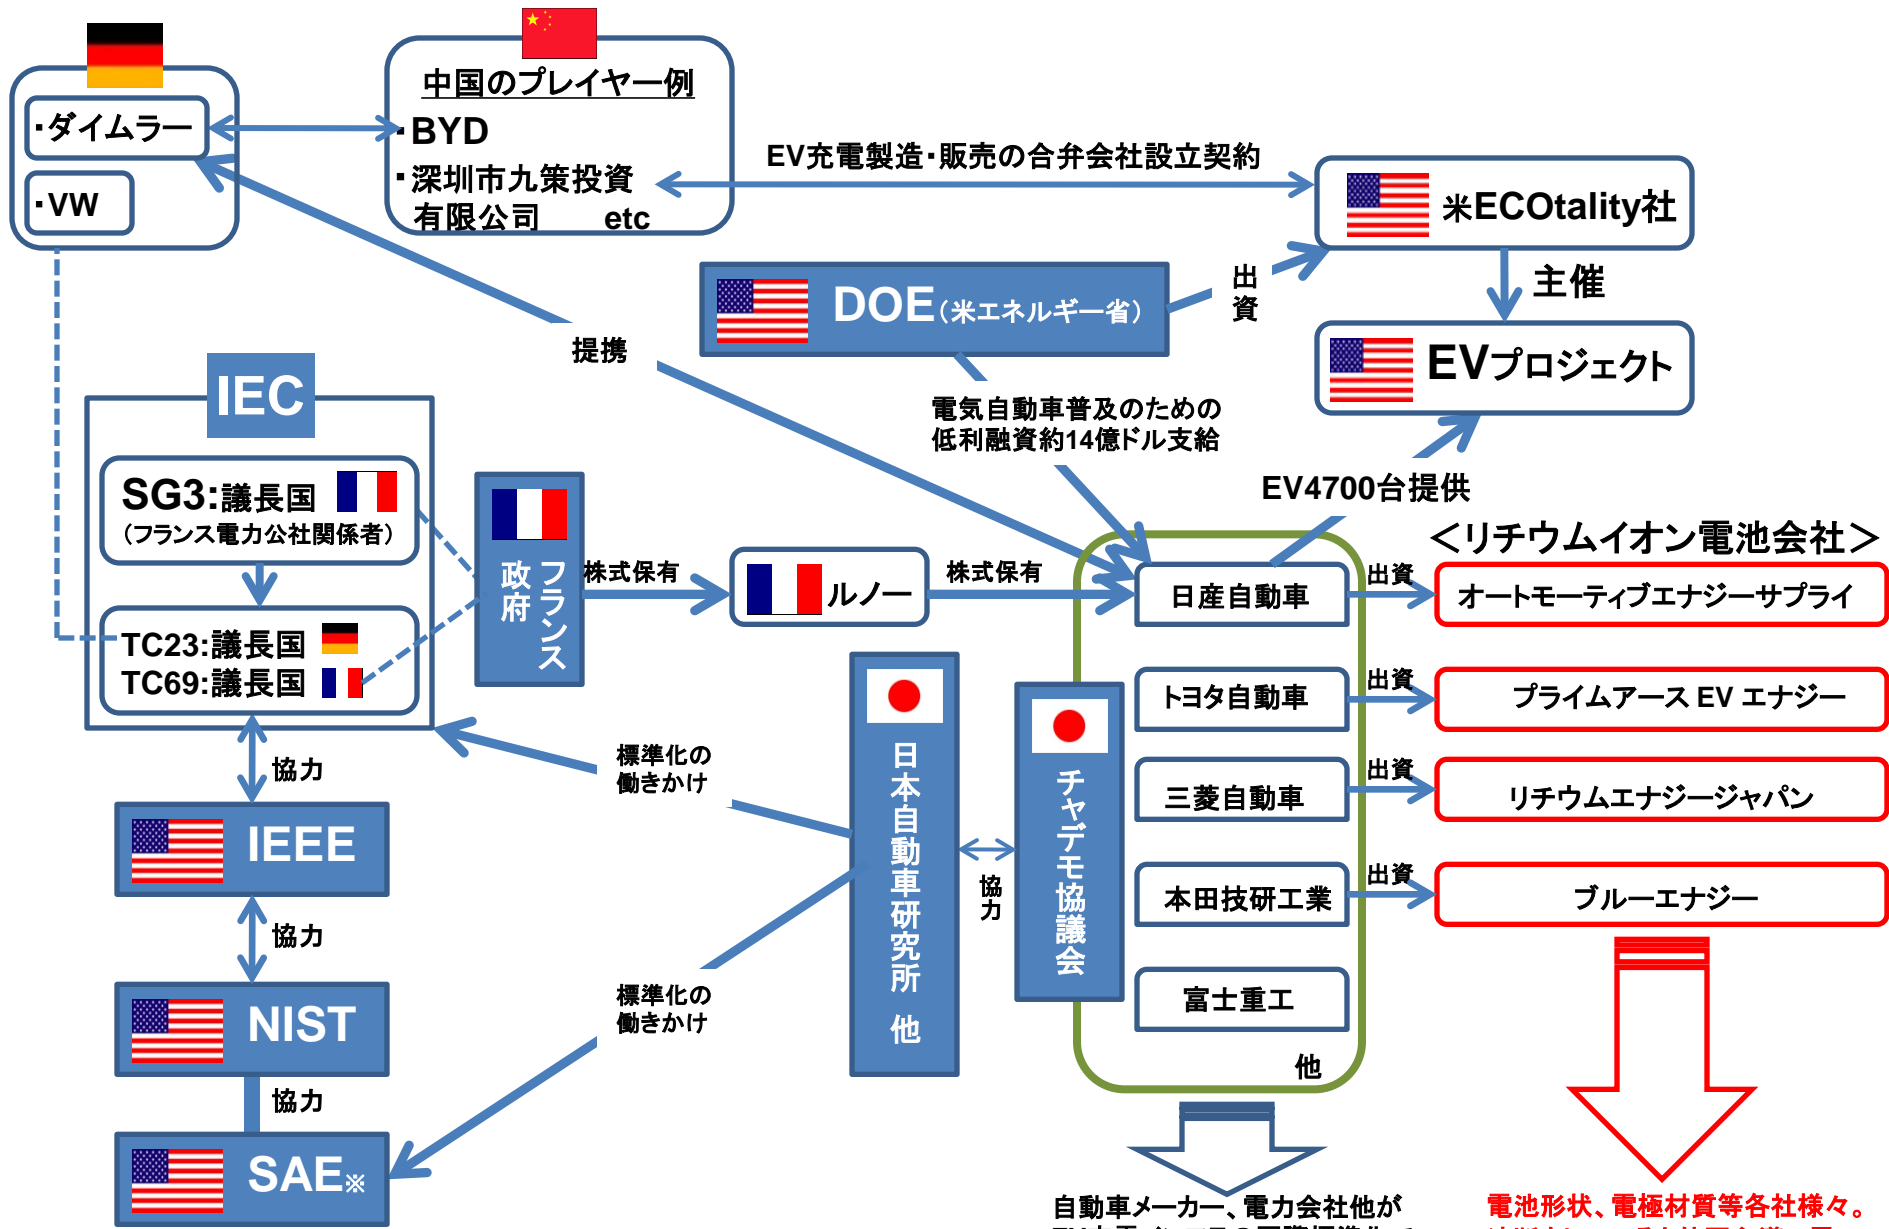 中国のプレイヤー例
・ダイムラー
・BYD
・VW
・深圳市九策投資
有限公司 etc
EV充電製造・販売の合弁会社設立契約
米ECOtality社
DOE(米エネルギー省)
出
資
主催
EVプロジェクト
提携
電気自動車普及のための
低利融資約14億ドル支給
EV4700台提供
IEC
SG3:議長国
(フランス電力公社関係者)
TC23:議長国
TC69:議長国
フランス
政府
株式保有
ルノー
株式保有
<リチウムイオン電池会社>
日産自動車
出資
オートモーティブエナジーサプライ
トヨタ自動車
出資
プライムアース EV エナジー
三菱自動車
出資
リチウムエナジージャパン
本田技研工業
出資
ブルーエナジー
富士重工
他
チャデモ協議会
協
力
日本自動車研究所 他
標準化の
働きかけ
標準化の
働きかけ
協力
IEEE
協力
NIST
協力
SAE※
自動車メーカー、電力会社他が
電池形状、電極材質等各社様々。